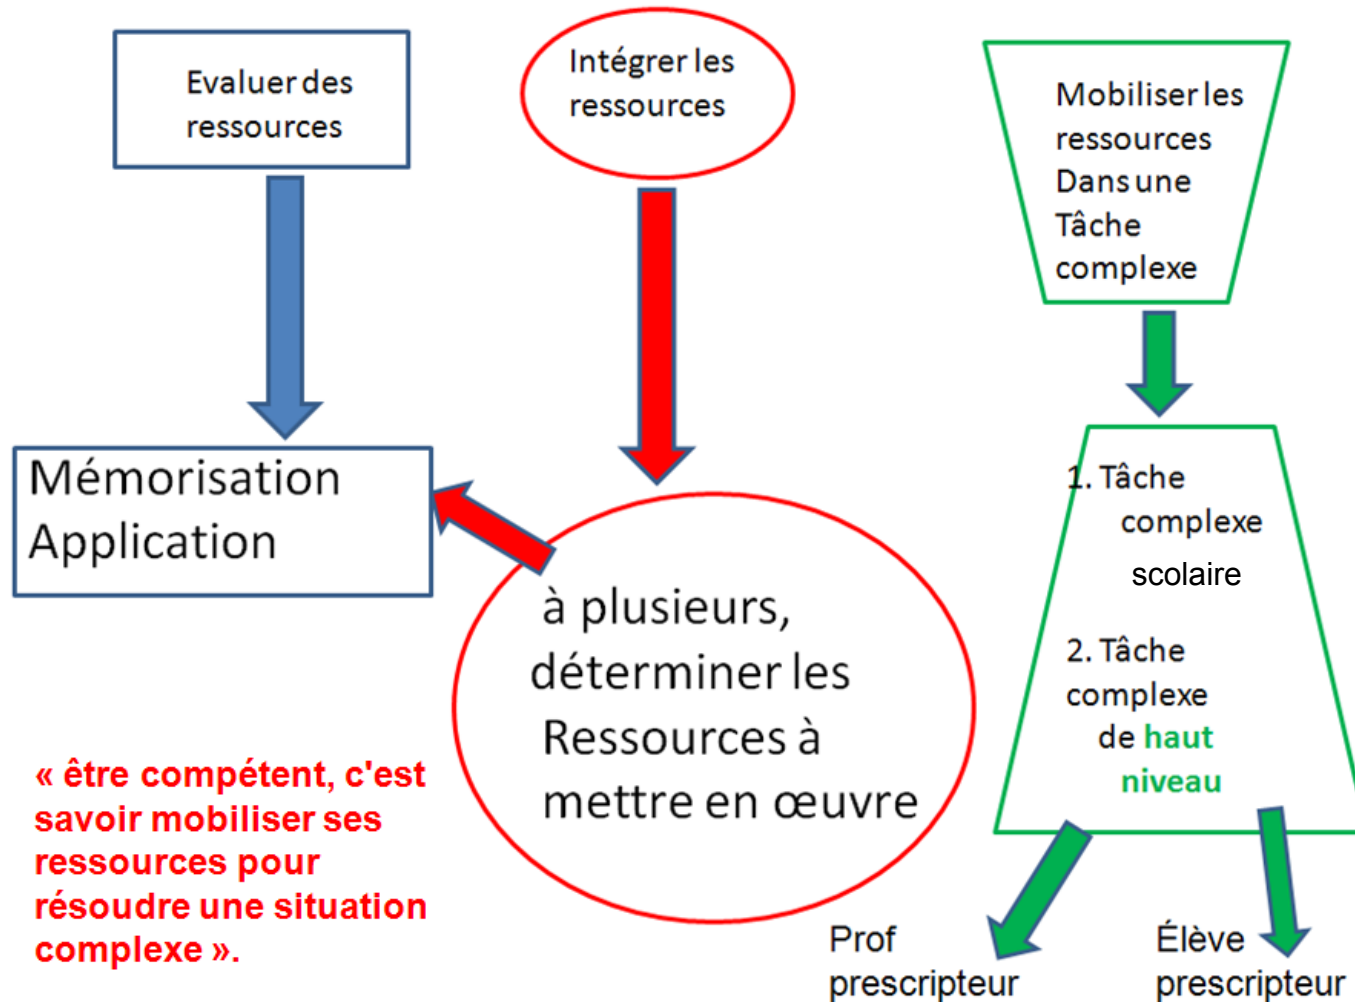 Evaluer des
ressources
Intégrer les
ressources
Mobiliser les
ressources
Dans une
Tâche
complexe
Mémorisation
Application
à plusieurs,
déterminer les
Ressources à
mettre en œuvre
1. Tâche
complexe
scolaire
2. Tâche
complexe
de haut
niveau
« être compétent, c'est
savoir mobiliser ses
ressources pour
résoudre une situation
complexe ».
Prof
prescripteur
Élève
prescripteur